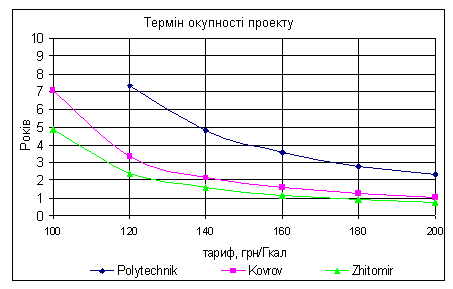 Термін окупності проекту
10
9
8
7
6
5
4
3
2
1
0
Років
100 120 140 160 180 200
тариф, грн/Гкал
Polytechnik Kovrov Zhitomir